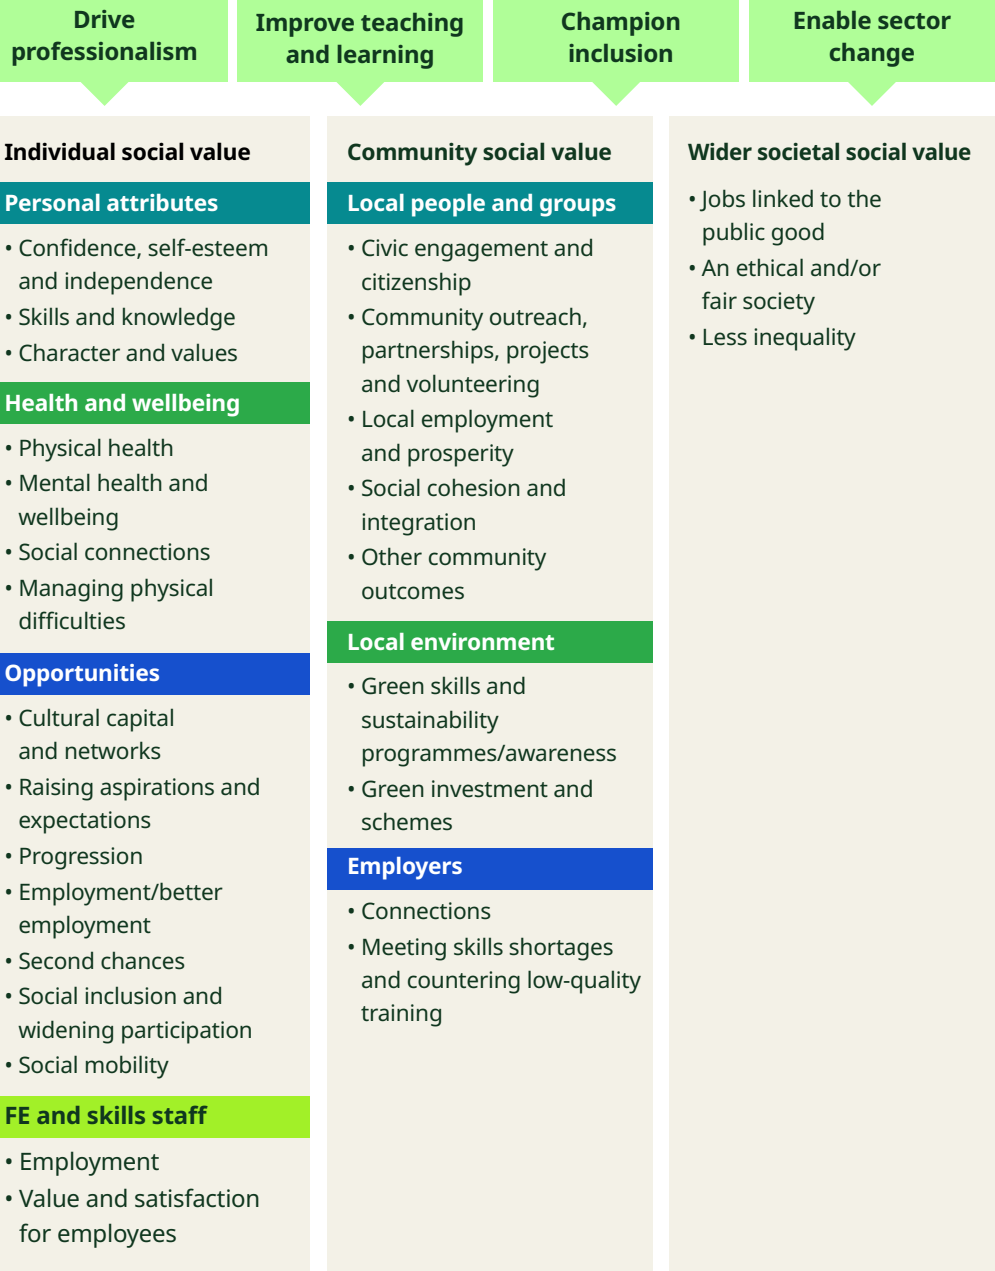 Drive
professionalism
Improve teaching
and learning
Champion
inclusion
Enable sector
change
Individual social value
Personal attributes
• Confidence, self-esteem
and independence
• Skills and knowledge
• Character and values
Health and wellbeing
• Physical health
• Mental health and
wellbeing
• Social connections
• Managing physical
difficulties
Opportunities
• Cultural capital
and networks
• Raising aspirations and
expectations
• Progression
• Employment/better
employment
• Second chances
• Social inclusion and
widening participation
• Social mobility
FE and skills staff
• Employment
• Value and satisfaction
for employees
Community social value
Local people and groups
• Civic engagement and
citizenship
• Community outreach,
partnerships, projects
and volunteering
• Local employment
and prosperity
• Social cohesion and
integration
• Other community
outcomes
Local environment
• Green skills and
sustainability
programmes/awareness
• Green investment and
schemes
Employers
• Connections
• Meeting skills shortages
and countering low-quality
training
Wider societal social value
• Jobs linked to the
public good
• An ethical and/or
fair society
• Less inequality